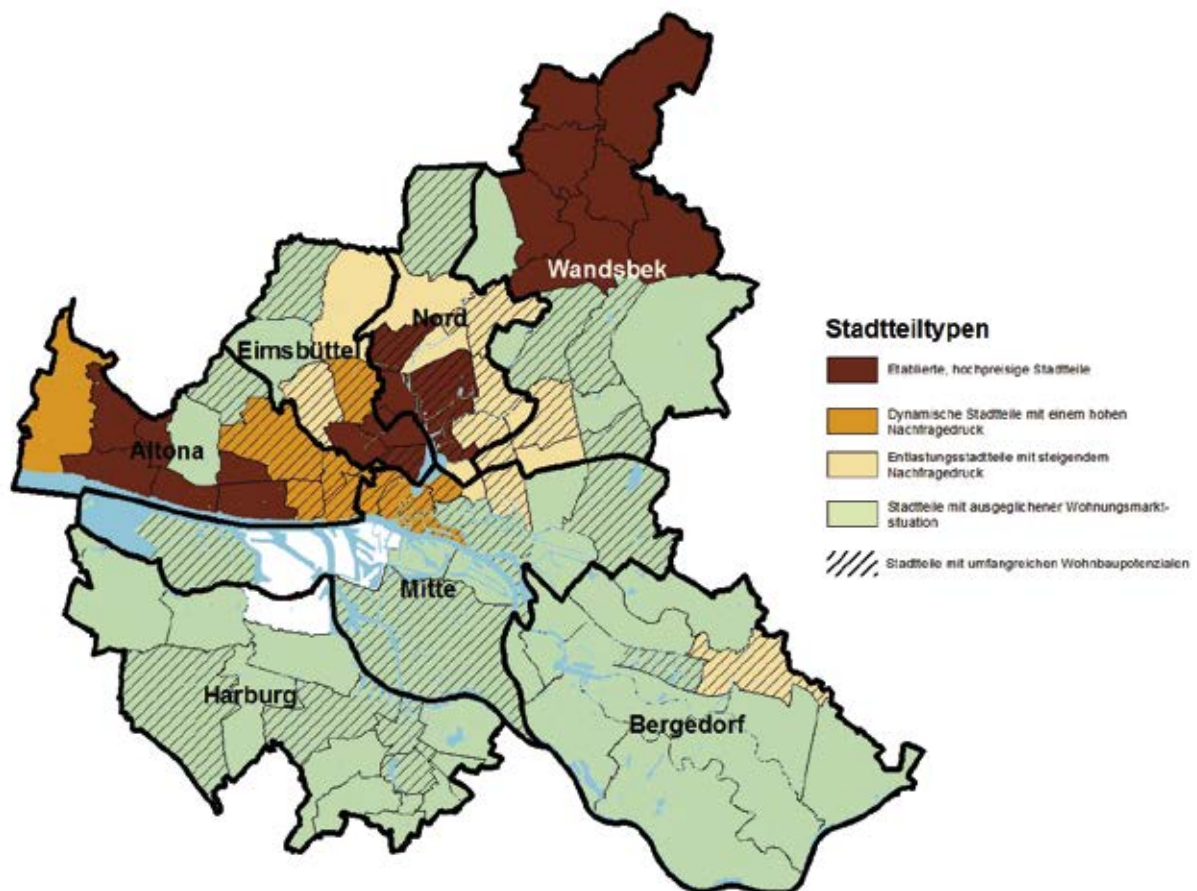 Wandsbek
Nord
Eimsbüttel
Altona
Mitte
Harburg
Bergedorf
Stadtteiltypen
Etablierte, hochpreisige Stadtteile
Dynamische Stadtteile mit einem hohen
Nachfragedruck
Entlastungsstadtteile mit steigendem
Nachfragedruck
Stadtteile mit ausgeglichener Wohnungsmarkt-
situation
Stadtteile mit umfangreichen Wohnbaupotenzialen